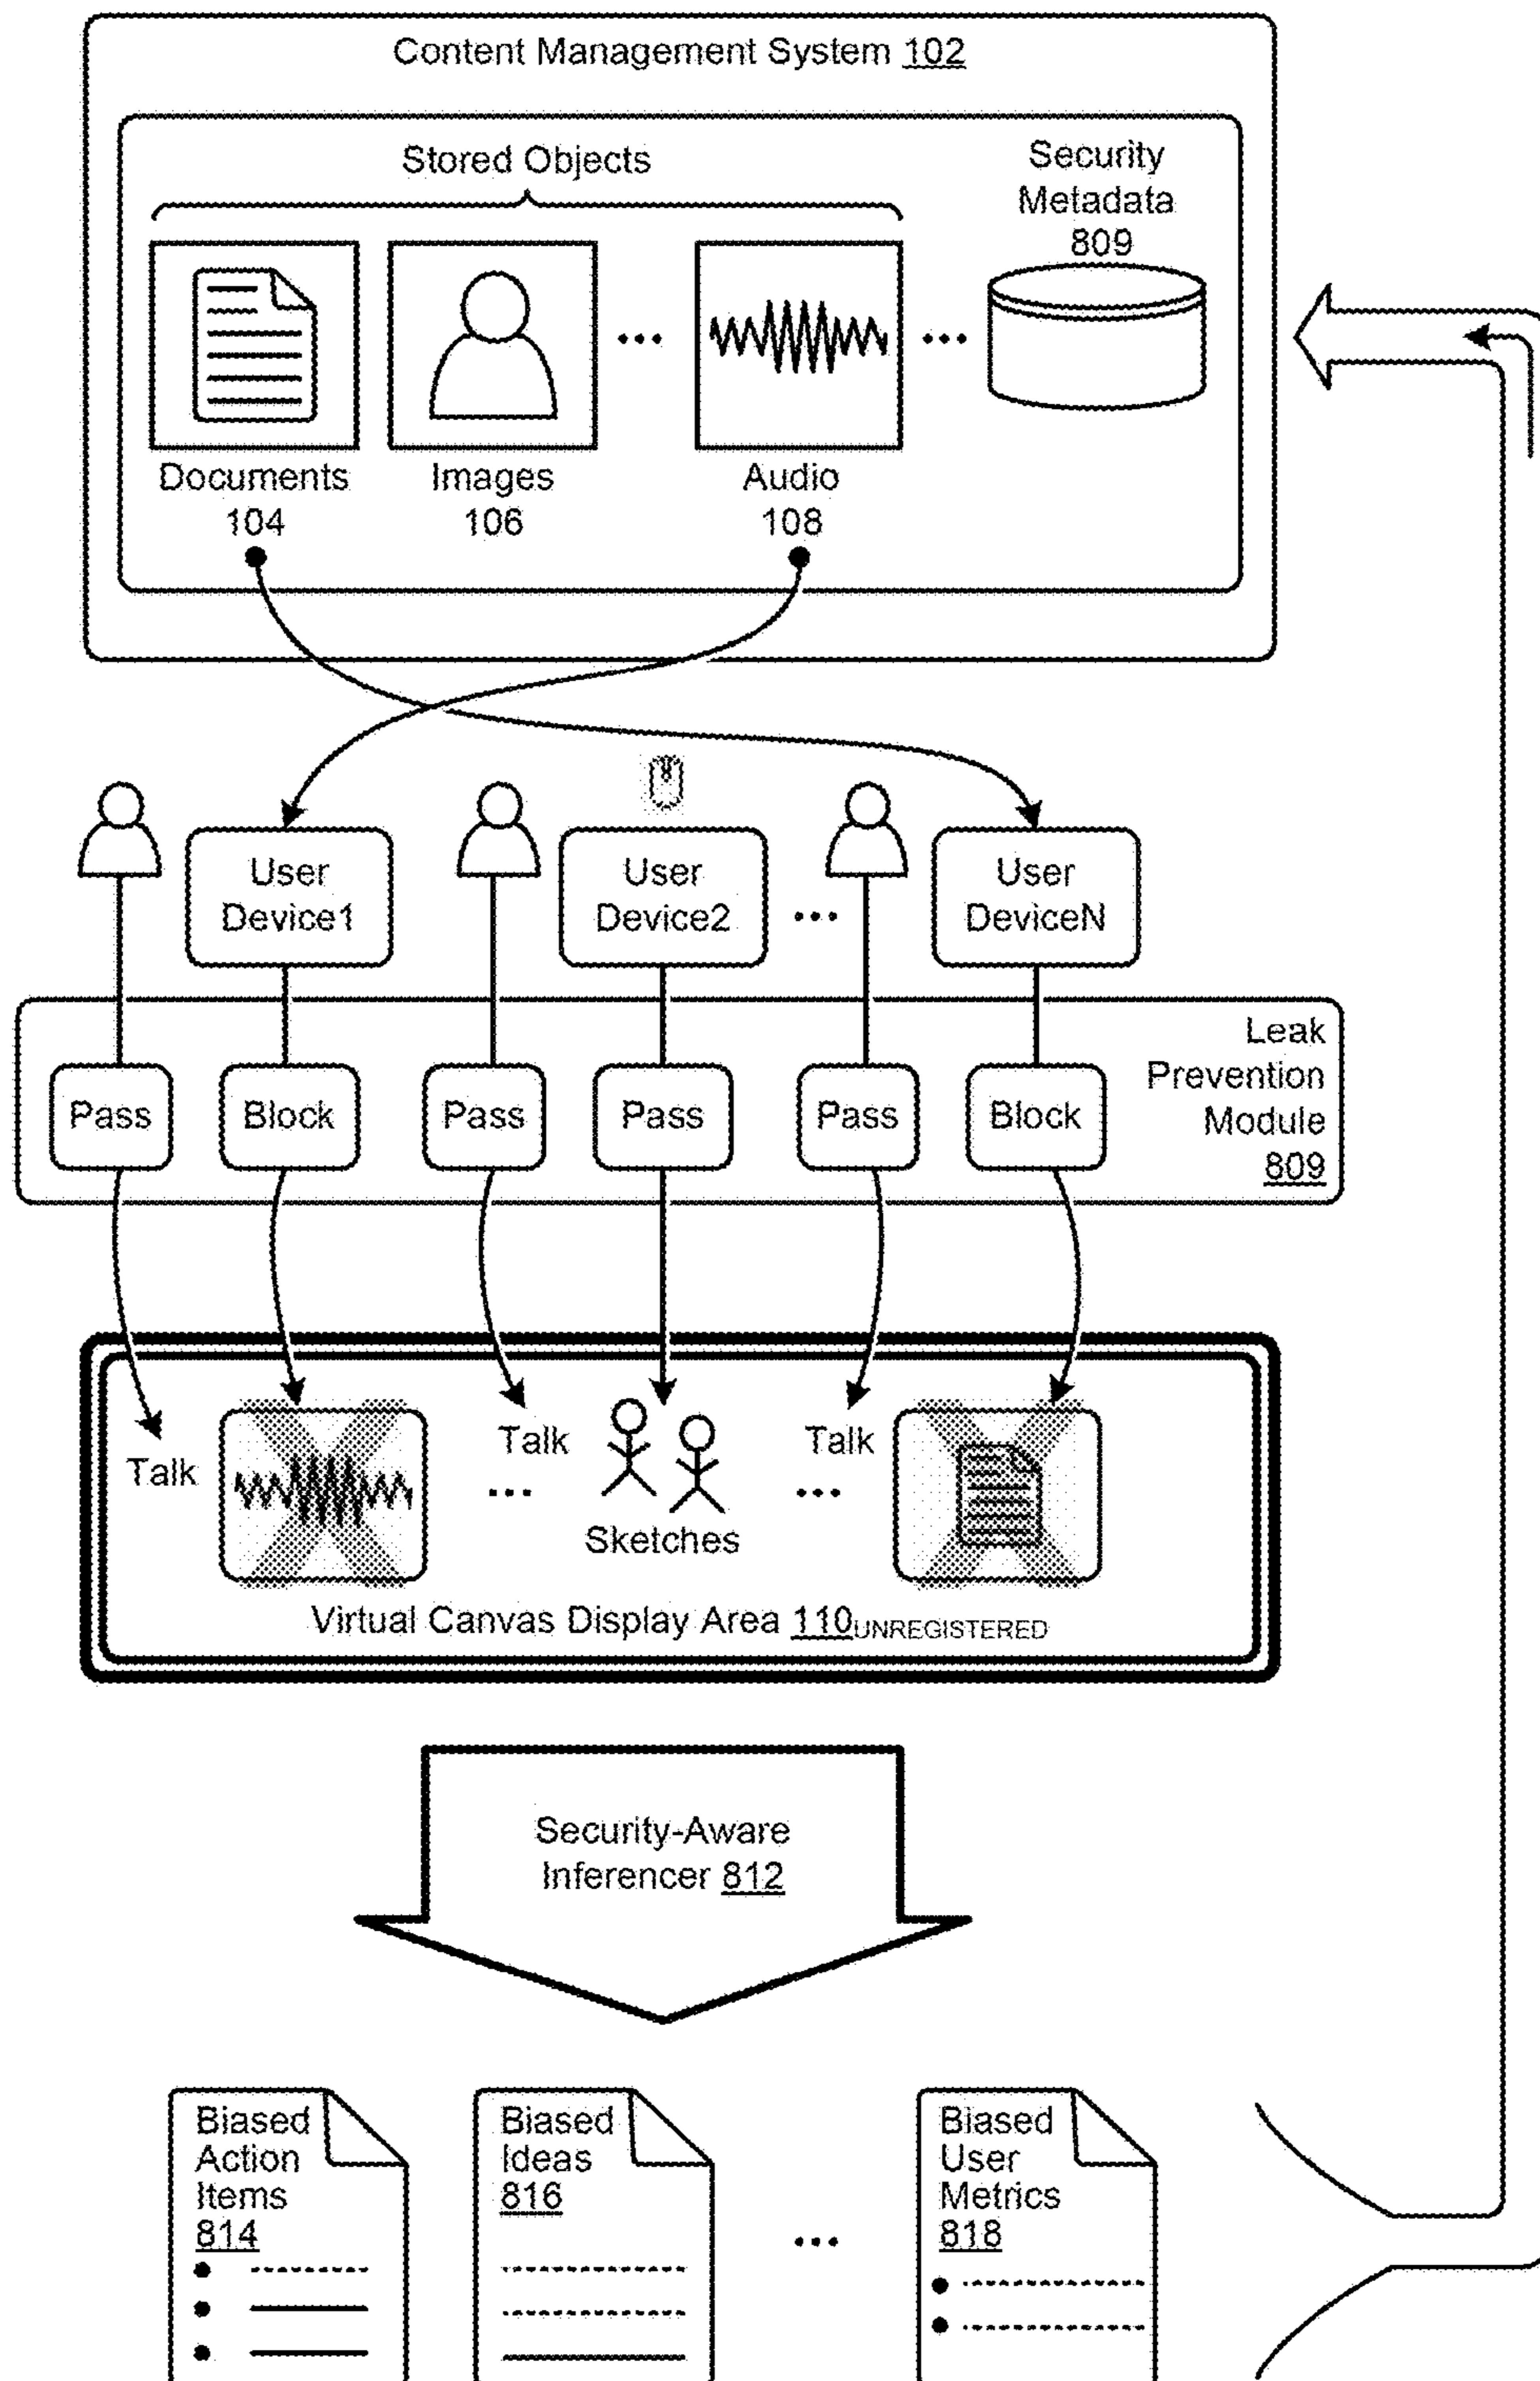 Content Management System 102
Stored Objects
Security
Metadata
809
Documents
104
Images
106
Audio
108
User
Device1
User
Device2
User
DeviceN
Leak
Prevention
Module
809
Pass
Block
Pass
Pass
Pass
Block
Talk
Talk
Sketches
Talk
Virtual Canvas Display Area 110UNREGISTERED
Security-Aware
Inferencer 812
Biased
Action
Items
814
Biased
Ideas
816
Biased
User
Metrics
818